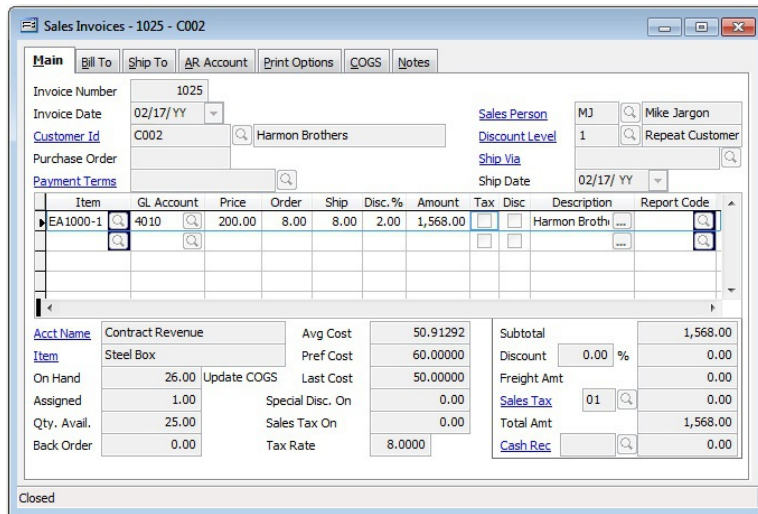 Sales Invoices - 1025 - C002
Main Bill To Ship To AR Account Print Options COGS Notes
Invoice Number 1025
Invoice Date 02/17/ YY Sales Person MJ Mike Jargon
Customer Id C002 Harmon Brothers Discount Level 1 Repeat Customer
Purchase Order Ship Via
Payment Terms Ship Date 02/17/ YY
Item GL Account Price Order Ship Disc. % Amount Tax Disc Description Report Code
EA1000-1 4010 200.00 8.00 8.00 2.00 1,568.00 Harmon Broth ...
...
Acct Name Contract Revenue Avg Cost 50.91292 Subtotal 1,568.00
Item Steel Box Pref Cost 60.00000 Discount 0.00 % 0.00
On Hand 26.00 Update COGS Last Cost 50.00000 Freight Amt 0.00
Assigned 1.00 Special Disc. On 0.00 Sales Tax 01 0.00
Qty. Avail. 25.00 Sales Tax On 0.00 Total Amt 1,568.00
Back Order 0.00 Tax Rate 8.0000 Cash Rec 0.00
Closed